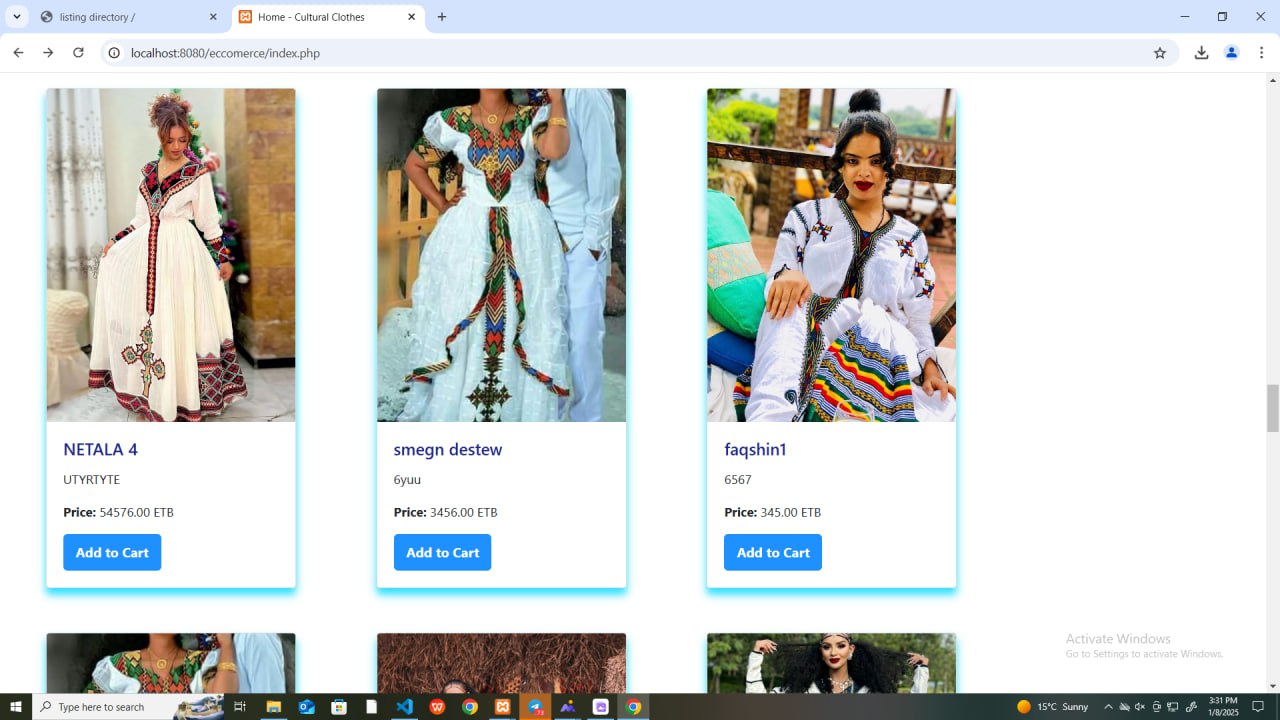 listing directory /
Home - Cultural Clothes
localhost:8080/eccomerce/index.php
NETALA 4
UTYRTYTE
Price: 54576.00 ETB
Add to Cart
smegn destew
6yuu
Price: 3456.00 ETB
Add to Cart
faqshin1
6567
Price: 345.00 ETB
Add to Cart
Activate Windows
Go to Settings to activate Windows.
Type here to search
15°C Sunny
3:31 PM
1/8/2025